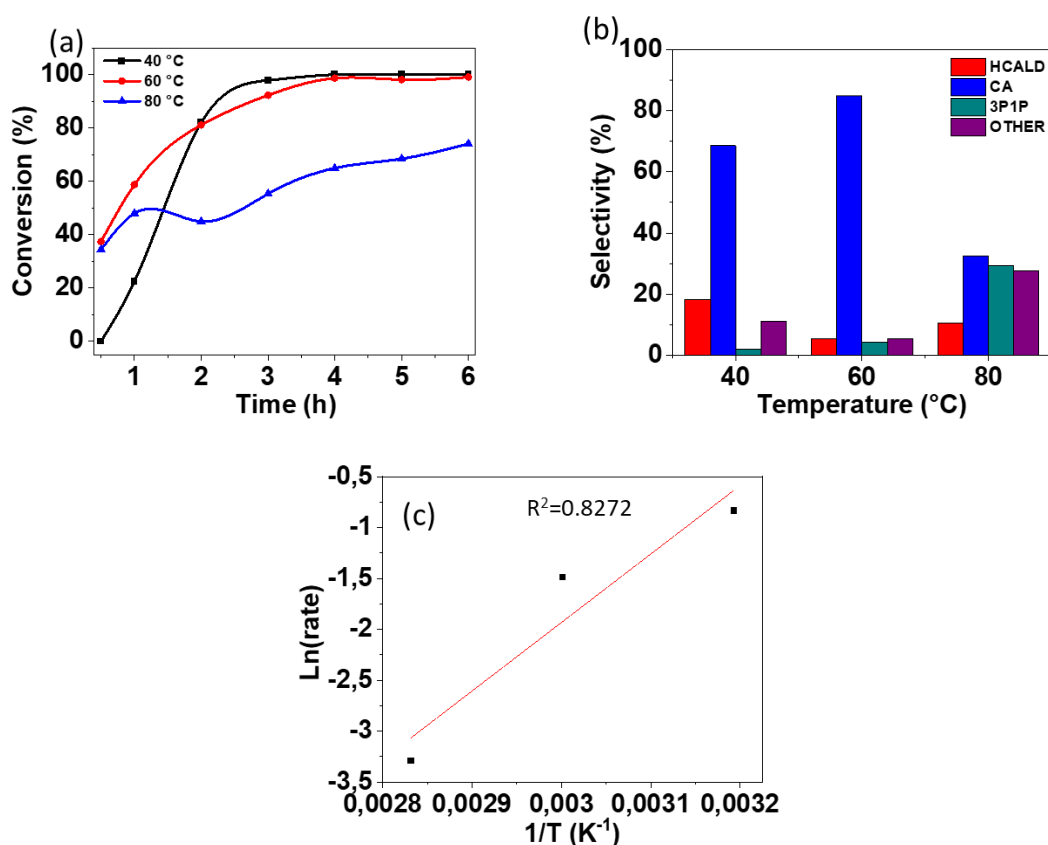 (a)
40 °C
60 °C
80 °C
100
80
60
40
20
0
Conversion (%)
1 2 3 4 5 6
Time (h)
(b)
HCALD
CA
3P1P
OTHER
100
80
60
40
20
0
Selectivity (%)
40 60 80
Temperature (°C)
(c)
R²=0.8272
-0,5
-1
-1,5
-2
-2,5
-3
-3,5
Ln(rate)
0,0028 0,0029 0,003 0,0031 0,0032
1/T (K⁻¹)